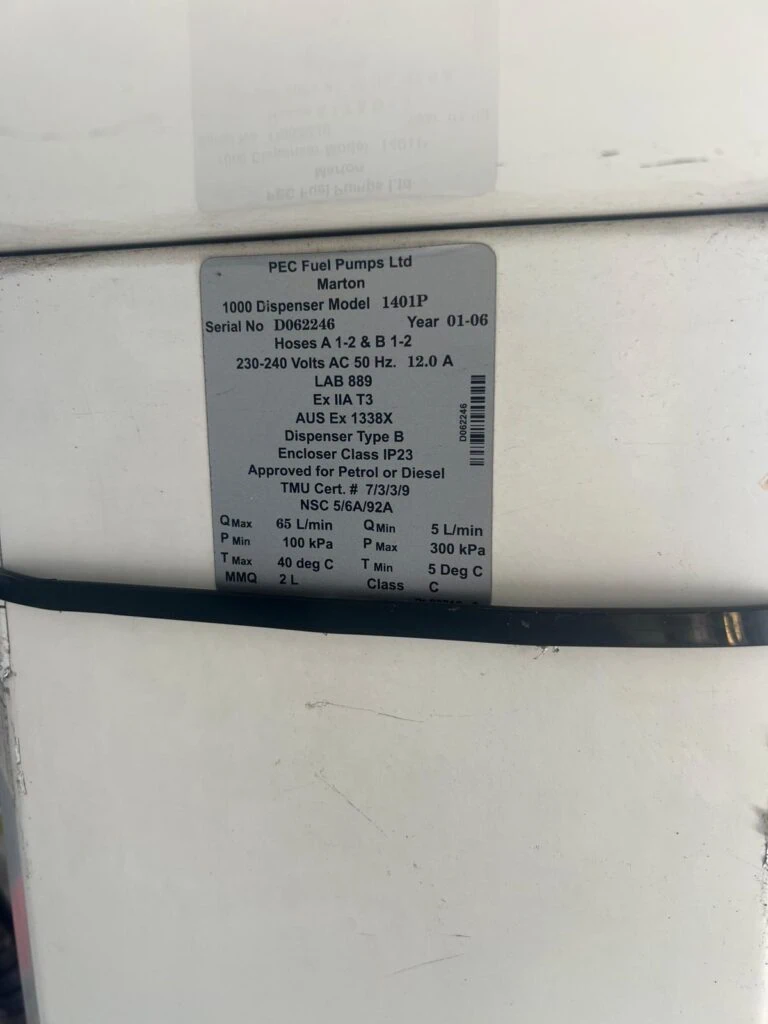 PEC Fuel Pumps Ltd
Marton
1000 Dispenser Model 1401P
Serial No D062246 Year 01-06
Hoses A 1-2 & B 1-2
230-240 Volts AC 50 Hz. 12.0 A
LAB 889
Ex IIA T3
AUS Ex 1338X
Dispenser Type B
Encloser Class IP23
Approved for Petrol or Diesel
TMU Cert. # 7/3/3/9
NSC 5/6A/92A
Q Max 65 L/min Q Min 5 L/min
P Min 100 kPa P Max 300 kPa
T Max 40 deg C T Min 5 Deg C
MMQ 2 L Class C
D062246